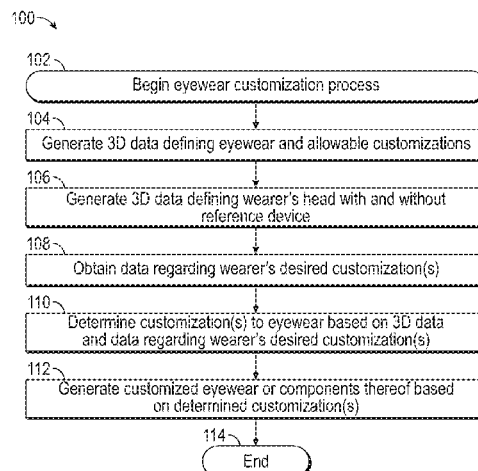 100
102
Begin eyewear customization process
104
Generate 3D data defining eyewear and allowable customizations
106
Generate 3D data defining wearer's head with and without
reference device
108
Obtain data regarding wearer's desired customization(s)
110
Determine customization(s) to eyewear based on 3D data
and data regarding wearer's desired customization(s)
112
Generate customized eyewear or components thereof based
on determined customization(s)
114
End